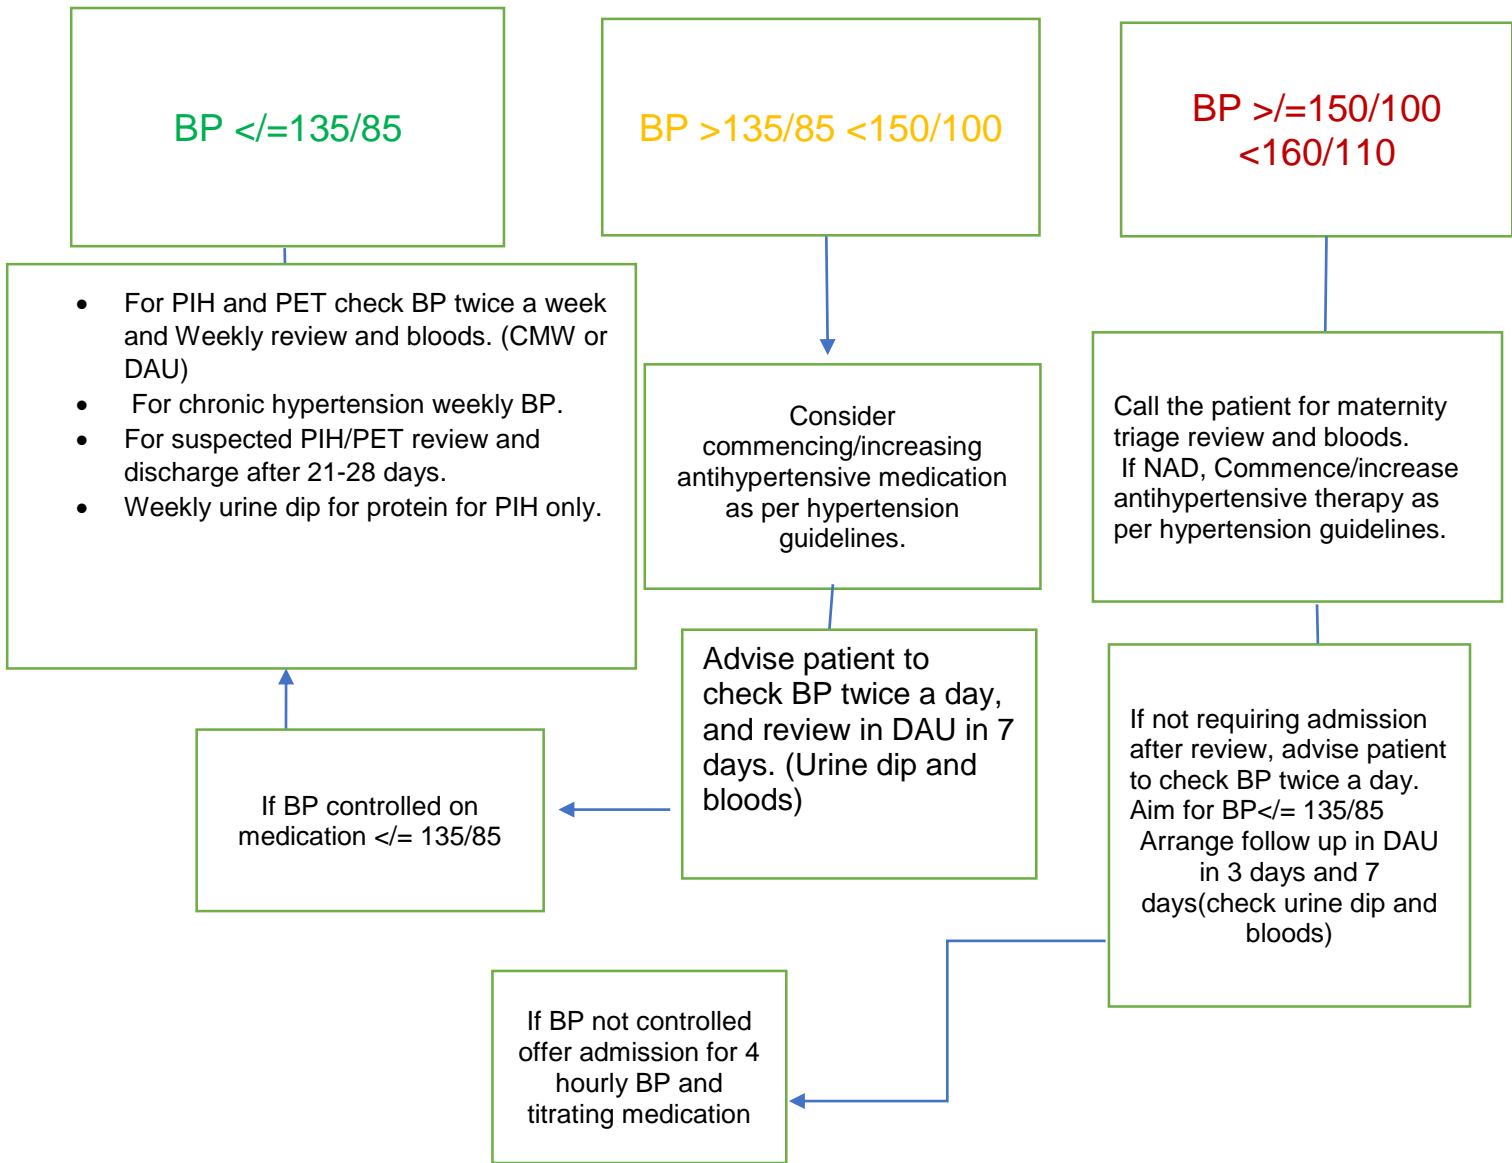 BP </=135/85
BP >135/85 <150/100
BP >/=150/100
<160/110
• For PIH and PET check BP twice a week
and Weekly review and bloods. (CMW or
DAU)
• For chronic hypertension weekly BP.
• For suspected PIH/PET review and
discharge after 21-28 days.
• Weekly urine dip for protein for PIH only.
Consider
commencing/increasing
antihypertensive medication
as per hypertension
guidelines.
Call the patient for maternity
triage review and bloods.
If NAD, Commence/increase
antihypertensive therapy as
per hypertension guidelines.
Advise patient to
check BP twice a day,
and review in DAU in 7
days. (Urine dip and
bloods)
If BP controlled on
medication </= 135/85
If not requiring admission
after review, advise patient
to check BP twice a day.
Aim for BP</= 135/85
Arrange follow up in DAU
in 3 days and 7
days(check urine dip and
bloods)
If BP not controlled
offer admission for 4
hourly BP and
titrating medication